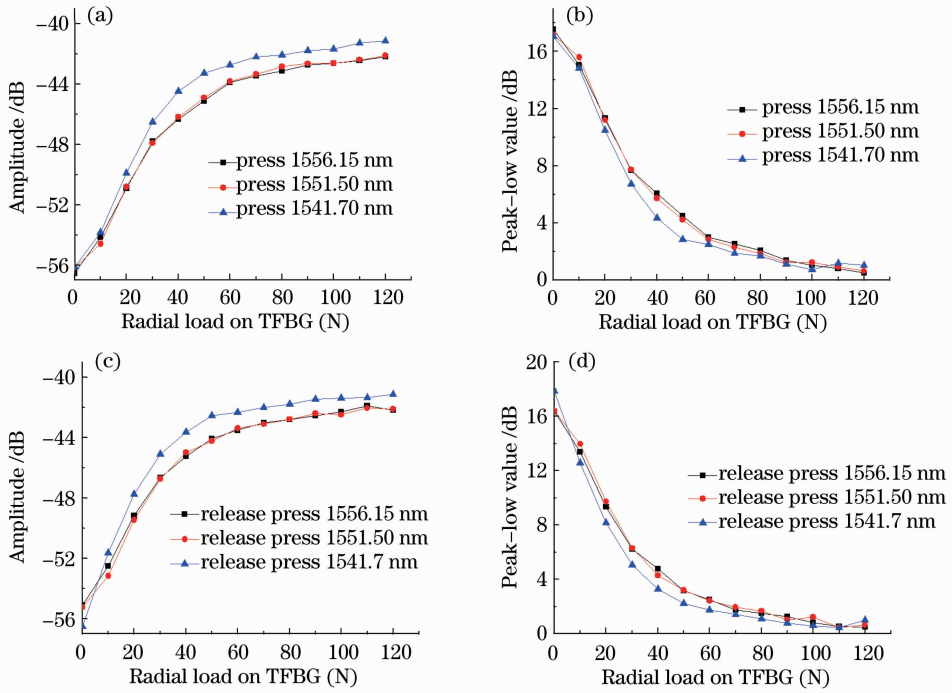 (a)
−40
−44
−48
−52
−56
Amplitude /dB
press 1556.15 nm
press 1551.50 nm
press 1541.70 nm
0 20 40 60 80 100 120
Radial load on TFBG (N)
(b)
16
12
8
4
0
Peak−low value /dB
press 1556.15 nm
press 1551.50 nm
press 1541.70 nm
0 20 40 60 80 100 120
Radial load on TFBG (N)
(c)
−40
−44
−48
−52
−56
Amplitude /dB
release press 1556.15 nm
release press 1551.50 nm
release press 1541.7 nm
0 20 40 60 80 100 120
Radial load on TFBG (N)
(d)
20
16
12
8
4
0
Peak−low value /dB
release press 1556.15 nm
release press 1551.50 nm
release press 1541.7 nm
0 20 40 60 80 100 120
Radial load on TFBG (N)